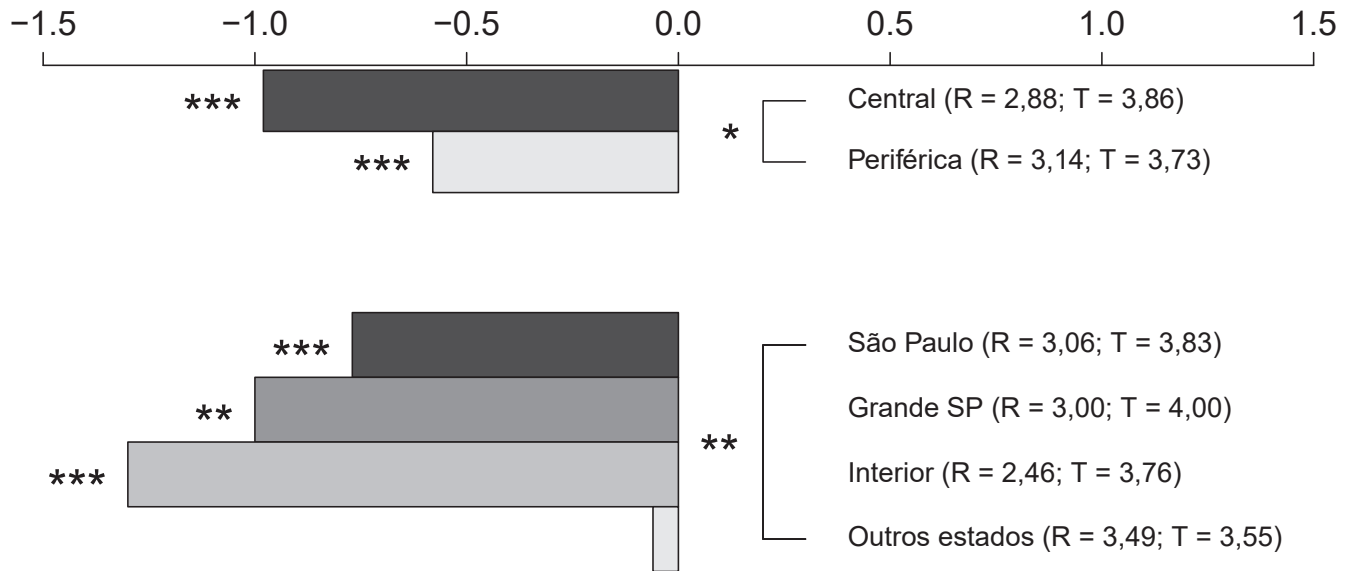 −1.5 −1.0 −0.5 0.0 0.5 1.0 1.5
*** Central (R = 2,88; T = 3,86)
*
*** Periférica (R = 3,14; T = 3,73)
*** São Paulo (R = 3,06; T = 3,83)
** Grande SP (R = 3,00; T = 4,00)
**
*** Interior (R = 2,46; T = 3,76)
Outros estados (R = 3,49; T = 3,55)